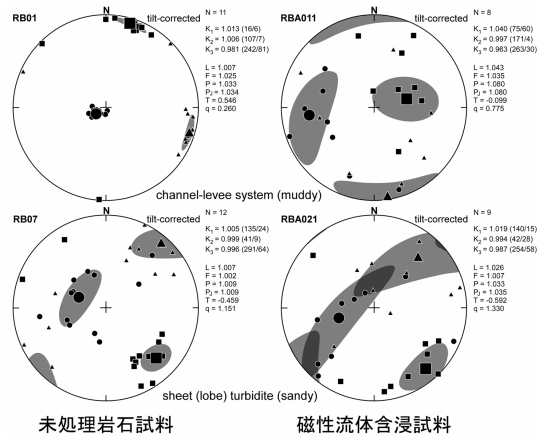 RB01
N
tilt-corrected
N = 11
K1 = 1.013 (16/6)
K2 = 1.006 (107/7)
K3 = 0.981 (242/81)
L = 1.007
F = 1.025
P = 1.033
PJ = 1.034
T = 0.546
q = 0.260
RBA011
N
tilt-corrected
N = 8
K1 = 1.040 (75/60)
K2 = 0.997 (171/4)
K3 = 0.963 (263/30)
L = 1.043
F = 1.035
P = 1.080
PJ = 1.080
T = -0.099
q = 0.775
channel-levee system (muddy)
RB07
N
tilt-corrected
N = 12
K1 = 1.005 (135/24)
K2 = 0.999 (41/9)
K3 = 0.996 (291/64)
L = 1.007
F = 1.002
P = 1.009
PJ = 1.009
T = -0.459
q = 1.151
RBA021
N
tilt-corrected
N = 9
K1 = 1.019 (140/15)
K2 = 0.994 (42/28)
K3 = 0.987 (254/58)
L = 1.026
F = 1.007
P = 1.033
PJ = 1.035
T = -0.592
q = 1.330
sheet (lobe) turbidite (sandy)
未処理岩石試料
磁性流体含浸試料